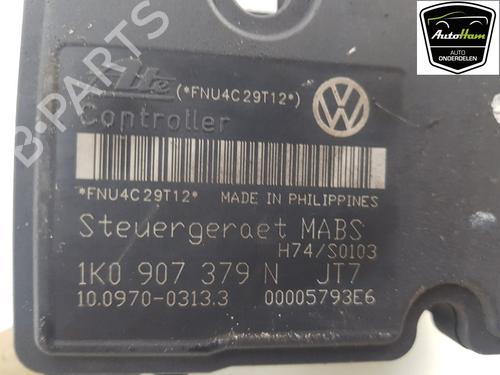 AutoHam
AUTO
ONDERDELEN
Ate (*FNU4C29T12*)
Controller
*FNU4C29T12* MADE IN PHILIPPINES
Steuergeraet MABS
H74/S0103
1K0 907 379 N JT7
10.0970-0313.3 00005793E6